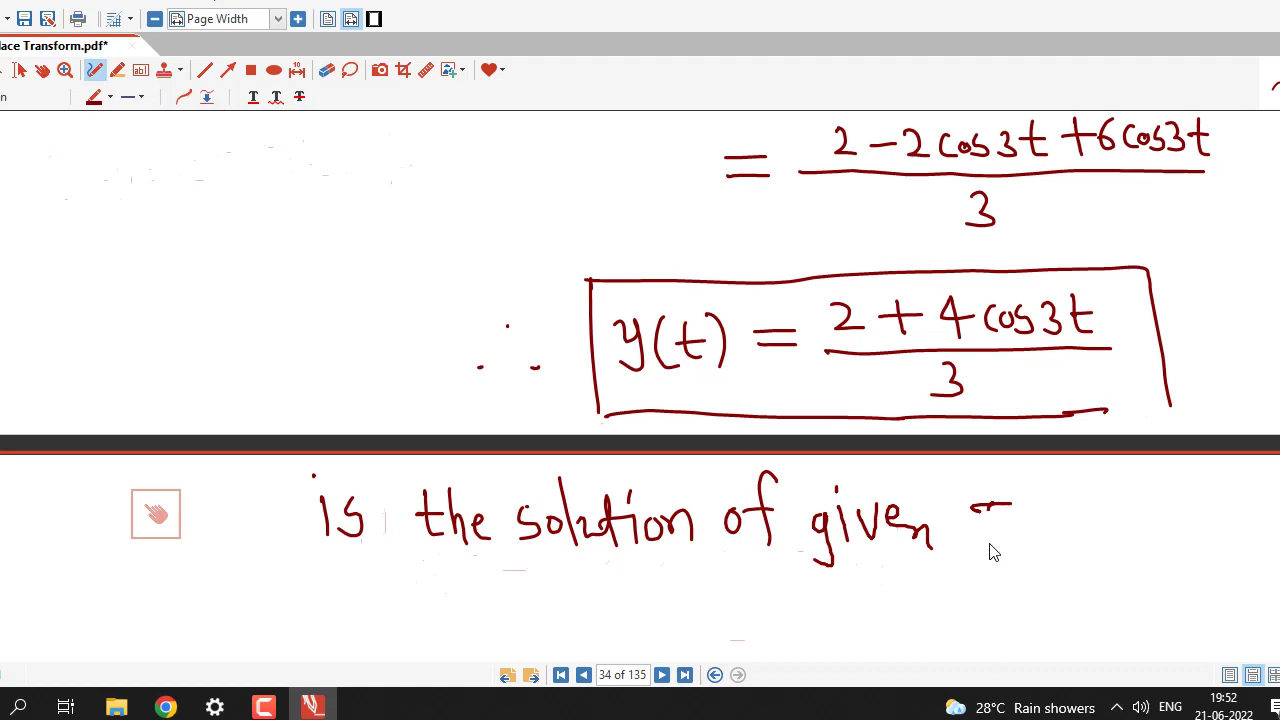 Page Width
lace Transform.pdf*
n
= 2 - 2cos3t + 6cos3t
3
∴ y(t) = 2 + 4cos3t
3
is the solution of given
34 of 135
28°C Rain showers ENG 19:52
21-06-2022